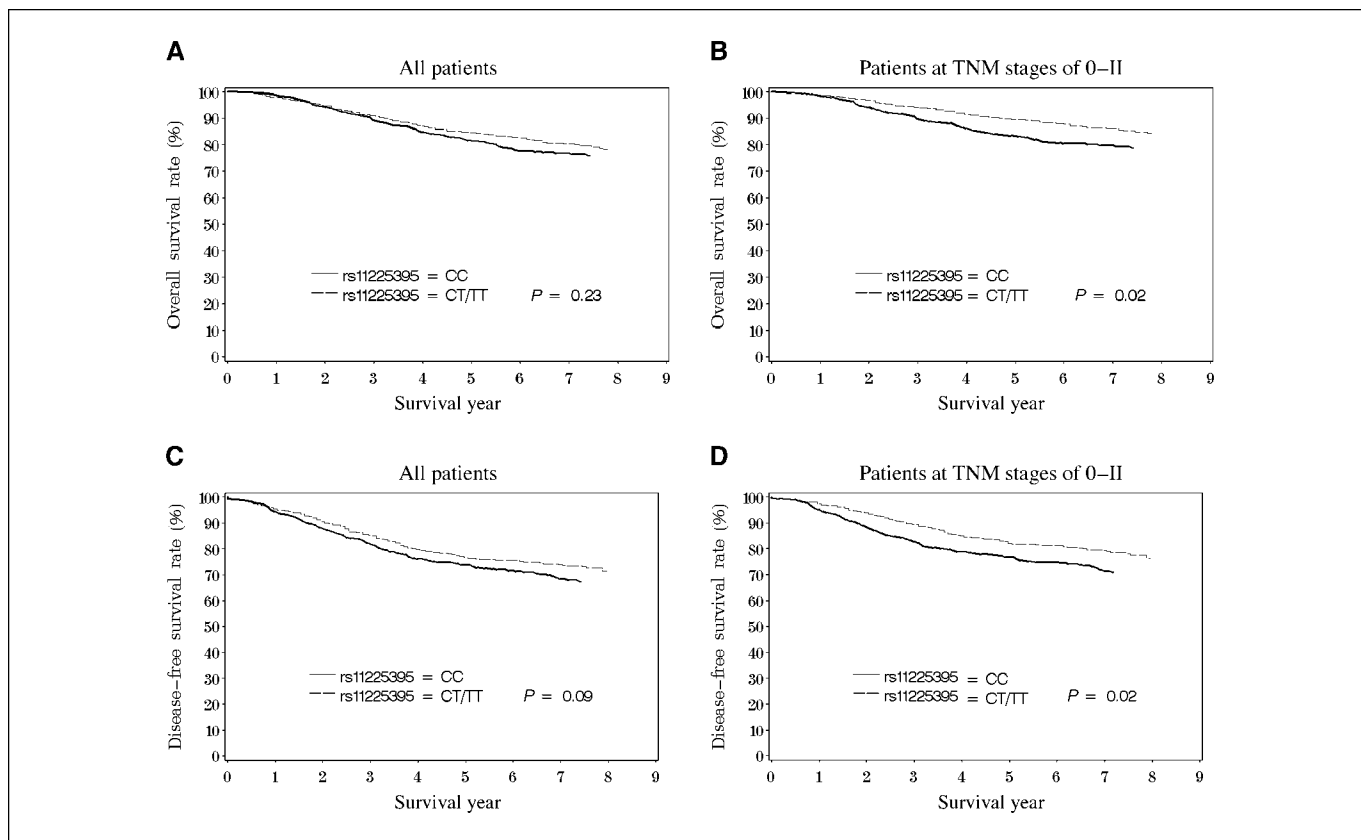 A
All patients
Overall survival rate (%)
100
90
80
70
60
50
40
30
20
10
0
rs11225395 = CC
rs11225395 = CT/TT P = 0.23
0 1 2 3 4 5 6 7 8 9
Survival year
B
Patients at TNM stages of 0–II
Overall survival rate (%)
100
90
80
70
60
50
40
30
20
10
0
rs11225395 = CC
rs11225395 = CT/TT P = 0.02
0 1 2 3 4 5 6 7 8 9
Survival year
C
All patients
Disease–free survival rate (%)
100
90
80
70
60
50
40
30
20
10
0
rs11225395 = CC
rs11225395 = CT/TT P = 0.09
0 1 2 3 4 5 6 7 8 9
Survival year
D
Patients at TNM stages of 0–II
Disease–free survival rate (%)
100
90
80
70
60
50
40
30
20
10
0
rs11225395 = CC
rs11225395 = CT/TT P = 0.02
0 1 2 3 4 5 6 7 8 9
Survival year